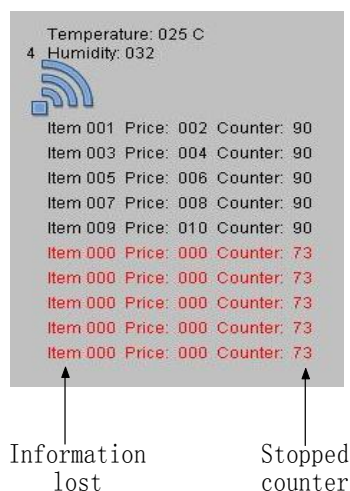 Temperature: 025 C
4 Humidity: 032
Item 001 Price: 002 Counter: 90
Item 003 Price: 004 Counter: 90
Item 005 Price: 006 Counter: 90
Item 007 Price: 008 Counter: 90
Item 009 Price: 010 Counter: 90
Item 000 Price: 000 Counter: 73
Item 000 Price: 000 Counter: 73
Item 000 Price: 000 Counter: 73
Item 000 Price: 000 Counter: 73
Item 000 Price: 000 Counter: 73
Information
lost
Stopped
counter